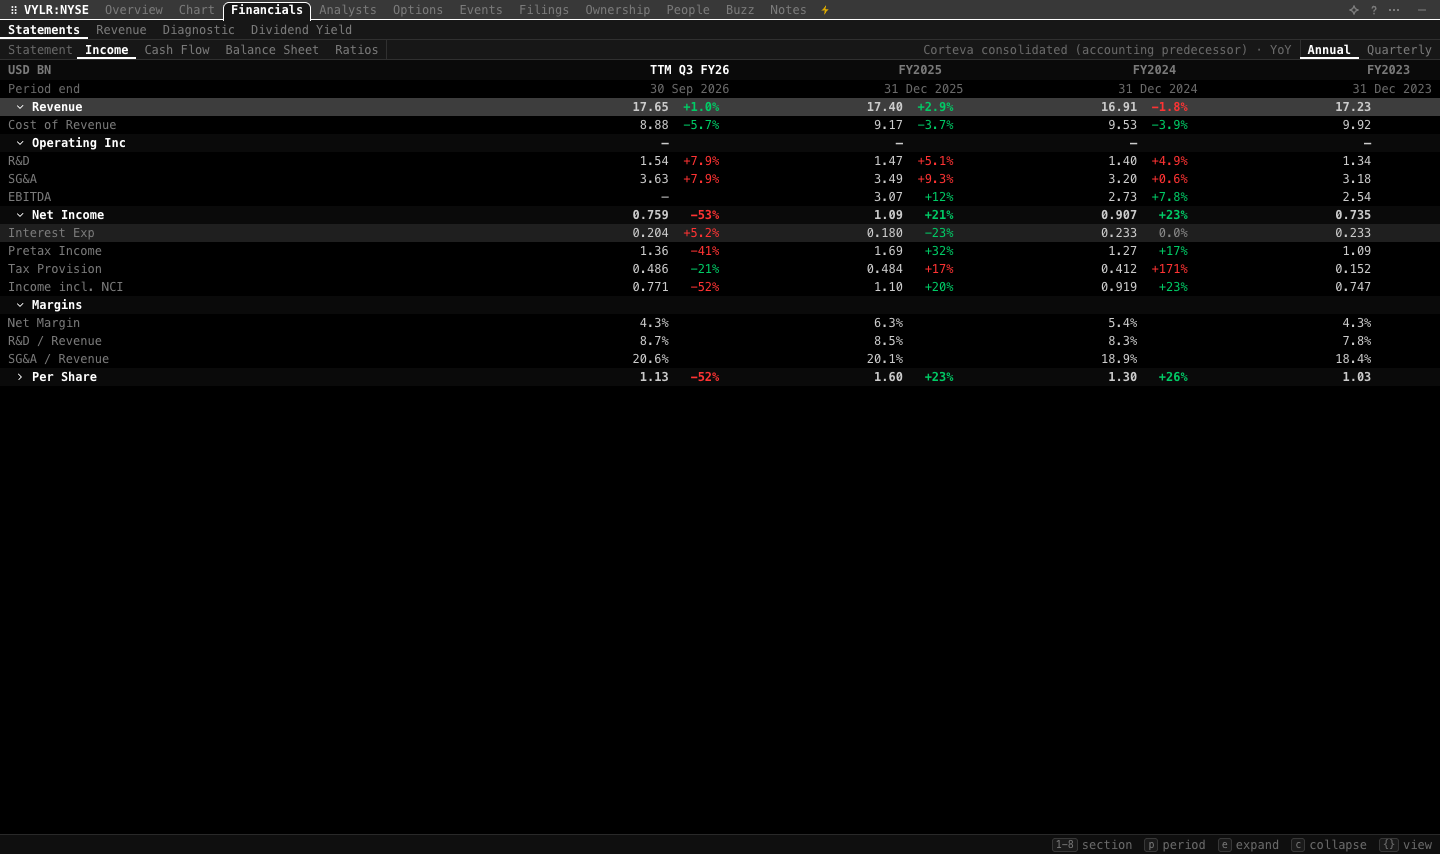 VYLR:NYSE Overview Chart Financials Analysts Options Events Filings Ownership People Buzz Notes ? ···
Statements Revenue Diagnostic Dividend Yield
Statement Income Cash Flow Balance Sheet Ratios Corteva consolidated (accounting predecessor) · YoY Annual Quarterly
USD BN TTM Q3 FY26 FY2025 FY2024 FY2023
Period end 30 Sep 2026 31 Dec 2025 31 Dec 2024 31 Dec 2023
Revenue 17.65 +1.0% 17.40 +2.9% 16.91 −1.8% 17.23
Cost of Revenue 8.88 −5.7% 9.17 −3.7% 9.53 −3.9% 9.92
Operating Inc — — — —
R&D 1.54 +7.9% 1.47 +5.1% 1.40 +4.9% 1.34
SG&A 3.63 +7.9% 3.49 +9.3% 3.20 +0.6% 3.18
EBITDA — 3.07 +12% 2.73 +7.8% 2.54
Net Income 0.759 −53% 1.09 +21% 0.907 +23% 0.735
Interest Exp 0.204 +5.2% 0.180 −23% 0.233 0.0% 0.233
Pretax Income 1.36 −41% 1.69 +32% 1.27 +17% 1.09
Tax Provision 0.486 −21% 0.484 +17% 0.412 +171% 0.152
Income incl. NCI 0.771 −52% 1.10 +20% 0.919 +23% 0.747
Margins
Net Margin 4.3% 6.3% 5.4% 4.3%
R&D / Revenue 8.7% 8.5% 8.3% 7.8%
SG&A / Revenue 20.6% 20.1% 18.9% 18.4%
Per Share 1.13 −52% 1.60 +23% 1.30 +26% 1.03
1−8 section p period e expand c collapse {} view